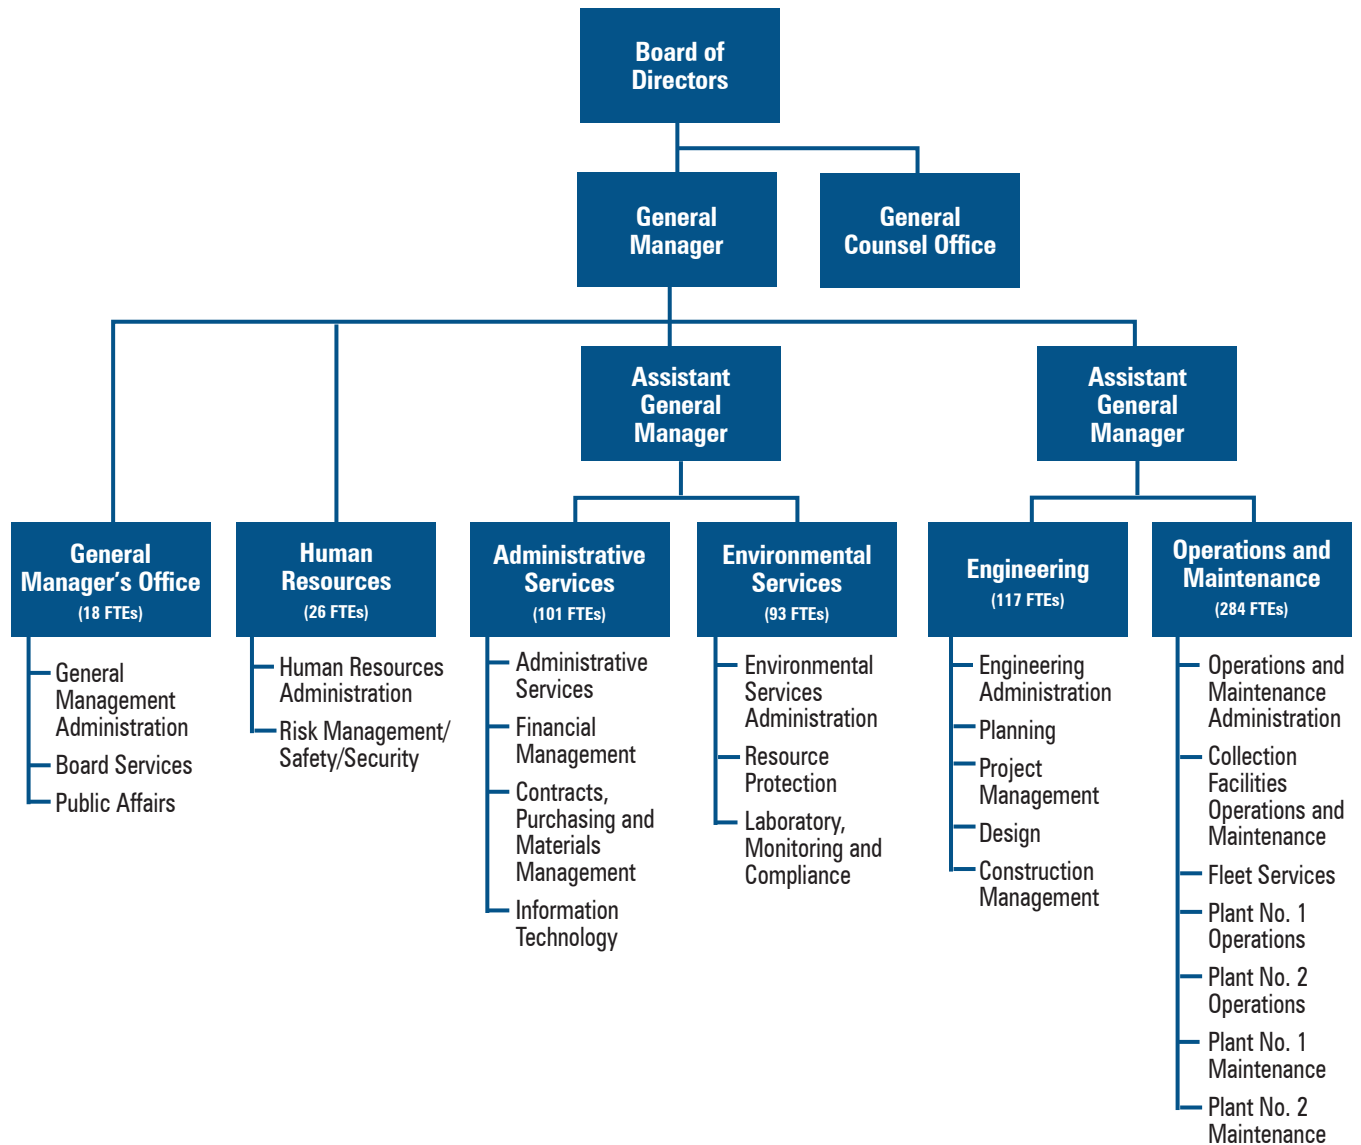 Board of
Directors
General
Manager
General
Counsel Office
Assistant
General
Manager
Assistant
General
Manager
General
Manager’s Office
(18 FTEs)
Human
Resources
(26 FTEs)
Administrative
Services
(101 FTEs)
Environmental
Services
(93 FTEs)
Engineering
(117 FTEs)
Operations and
Maintenance
(284 FTEs)
General
Management
Administration
Board Services
Public Affairs
Human Resources
Administration
Risk Management/
Safety/Security
Administrative
Services
Financial
Management
Contracts,
Purchasing and
Materials
Management
Information
Technology
Environmental
Services
Administration
Resource
Protection
Laboratory,
Monitoring and
Compliance
Engineering
Administration
Planning
Project
Management
Design
Construction
Management
Operations and
Maintenance
Administration
Collection
Facilities
Operations and
Maintenance
Fleet Services
Plant No. 1
Operations
Plant No. 2
Operations
Plant No. 1
Maintenance
Plant No. 2
Maintenance